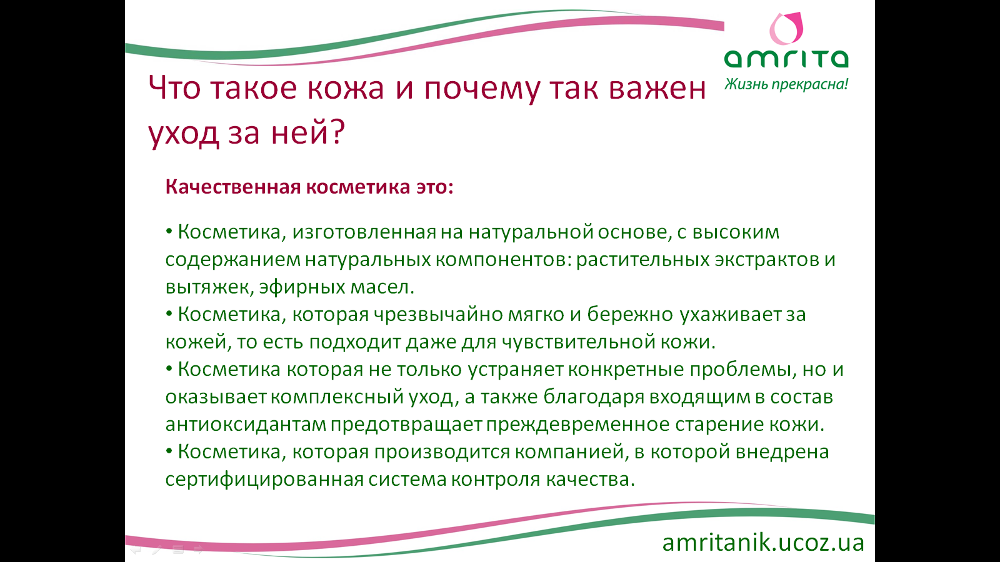 amrita
Жизнь прекрасна!
Что такое кожа и почему так важен
уход за ней?
Качественная косметика это:
• Косметика, изготовленная на натуральной основе, с высоким
содержанием натуральных компонентов: растительных экстрактов и
вытяжек, эфирных масел.
• Косметика, которая чрезвычайно мягко и бережно ухаживает за
кожей, то есть подходит даже для чувствительной кожи.
• Косметика которая не только устраняет конкретные проблемы, но и
оказывает комплексный уход, а также благодаря входящим в состав
антиоксидантам предотвращает преждевременное старение кожи.
• Косметика, которая производится компанией, в которой внедрена
сертифицированная система контроля качества.
amritanik.ucoz.ua